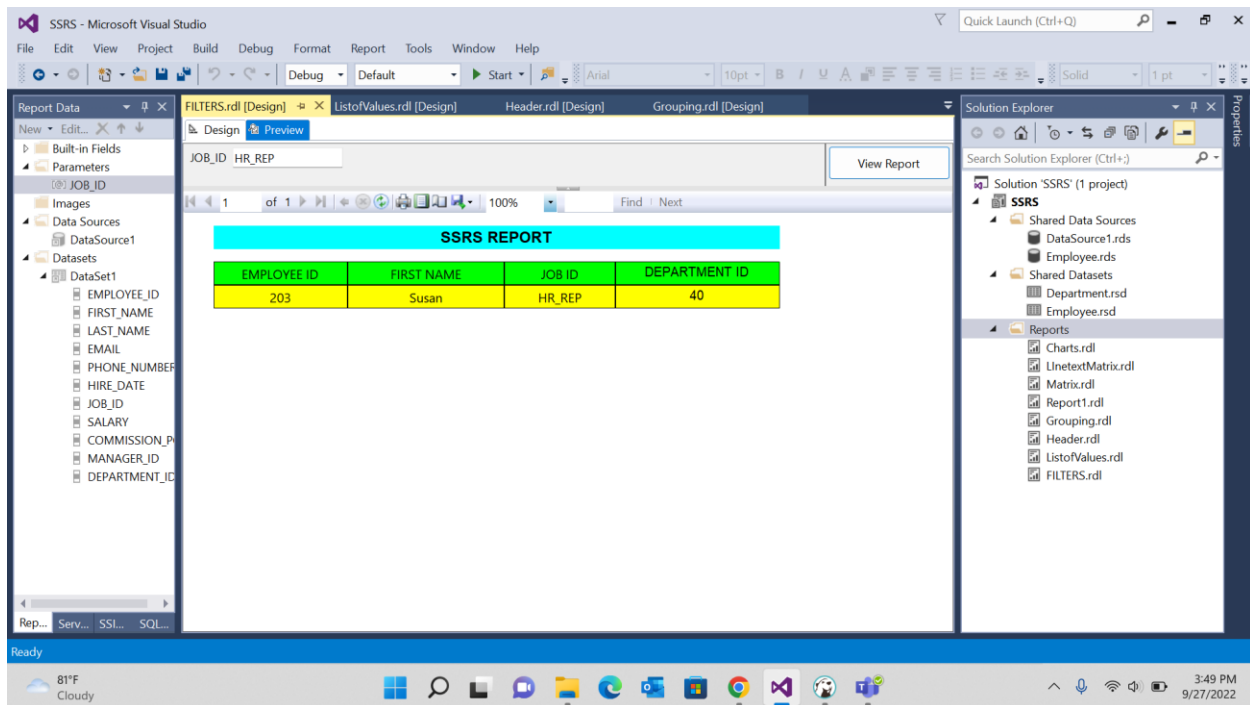 SSRS - Microsoft Visual Studio
Quick Launch (Ctrl+Q)
File Edit View Project Build Debug Format Report Tools Window Help
Debug Default Start Arial 10pt B I U A Solid 1 pt
Report Data
New Edit...
Built-in Fields
Parameters
[@] JOB_ID
Images
Data Sources
DataSource1
Datasets
DataSet1
EMPLOYEE_ID
FIRST_NAME
LAST_NAME
EMAIL
PHONE_NUMBER
HIRE_DATE
JOB_ID
SALARY
COMMISSION_P
MANAGER_ID
DEPARTMENT_ID
Rep... Serv... SSI... SQL...
FILTERS.rdl [Design] ListofValues.rdl [Design] Header.rdl [Design] Grouping.rdl [Design]
Design Preview
JOB_ID HR_REP
View Report
1 of 1 100% Find Next
SSRS REPORT
EMPLOYEE ID FIRST NAME JOB ID DEPARTMENT ID
203 Susan HR_REP 40
Solution Explorer
Search Solution Explorer (Ctrl+;)
Solution 'SSRS' (1 project)
SSRS
Shared Data Sources
DataSource1.rds
Employee.rds
Shared Datasets
Department.rsd
Employee.rsd
Reports
Charts.rdl
LInetextMatrix.rdl
Matrix.rdl
Report1.rdl
Grouping.rdl
Header.rdl
ListofValues.rdl
FILTERS.rdl
Properties
Ready
81°F
Cloudy
3:49 PM
9/27/2022